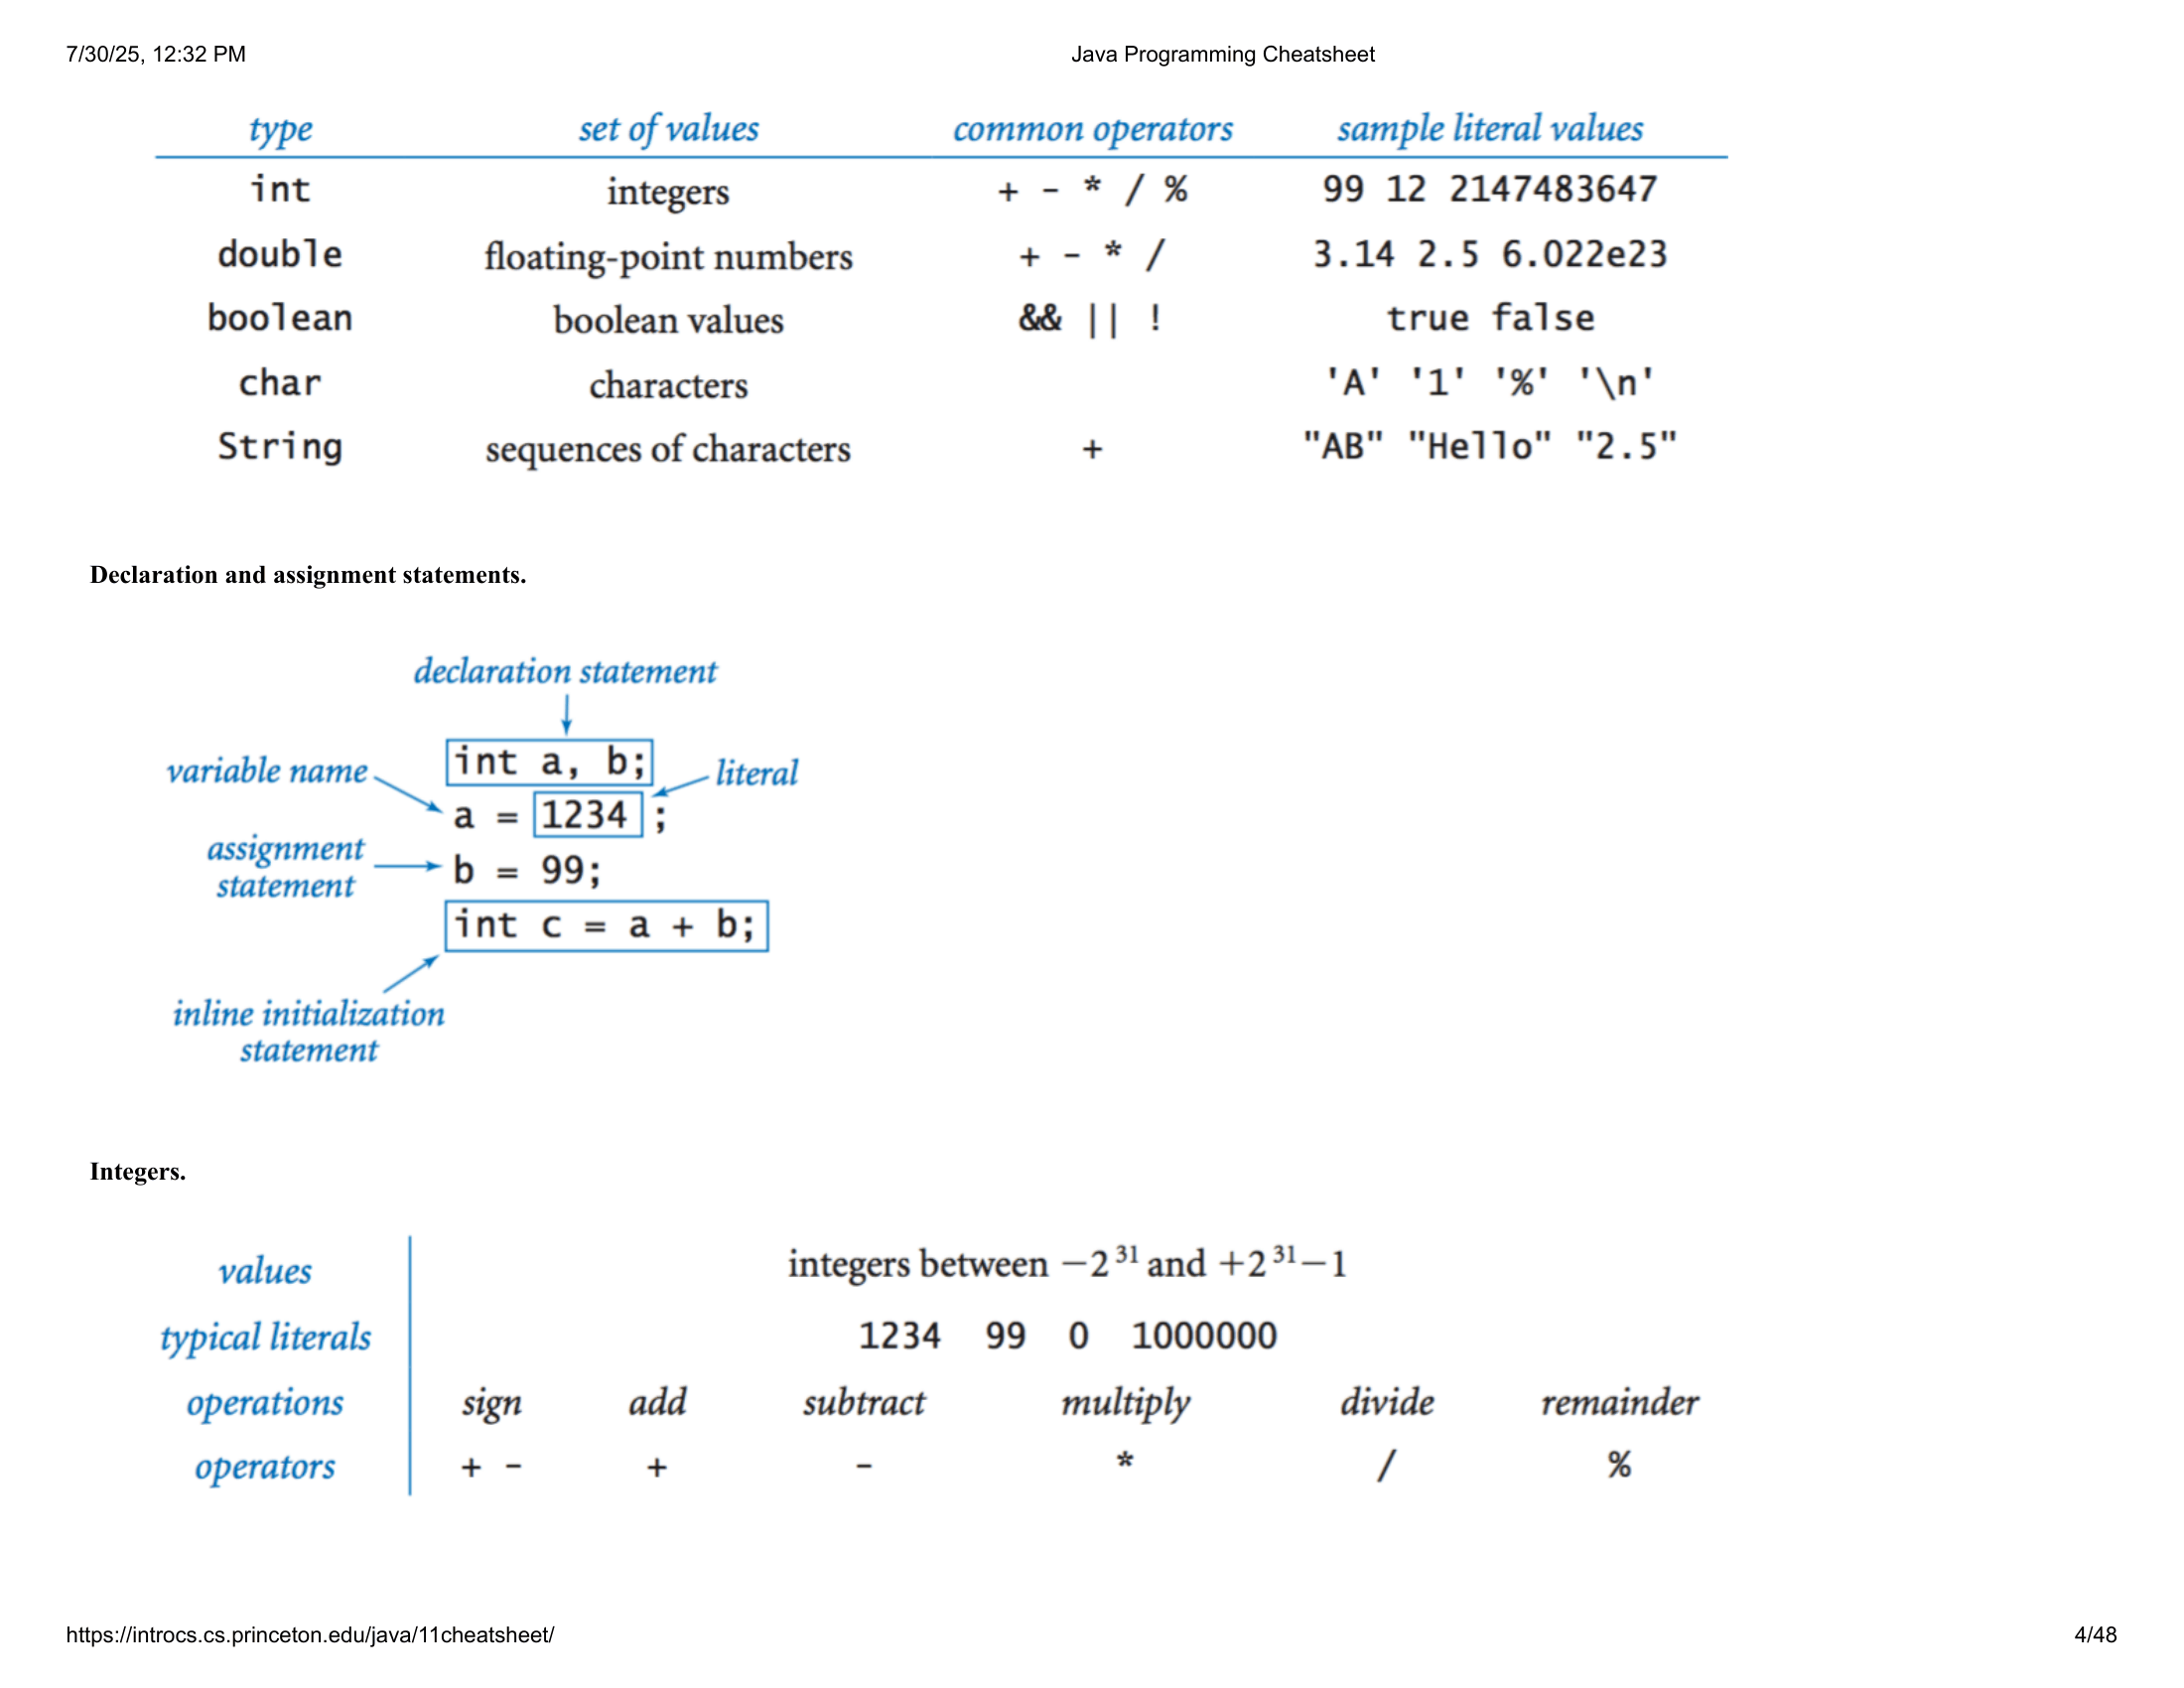 7/30/25, 12:32 PM Java Programming Cheatsheet
type set of values common operators sample literal values
int integers + - * / % 99 12 2147483647
double floating-point numbers + - * / 3.14 2.5 6.022e23
boolean boolean values && || ! true false
char characters 'A' '1' '%' '\n'
String sequences of characters + "AB" "Hello" "2.5"
Declaration and assignment statements.
declaration statement
int a, b;
variable name literal
a = 1234 ;
assignment
statement
b = 99;
int c = a + b;
inline initialization
statement
Integers.
values integers between −2³¹ and +2³¹−1
typical literals 1234 99 0 1000000
operations sign add subtract multiply divide remainder
operators + - + - * / %
https://introcs.cs.princeton.edu/java/11cheatsheet/ 4/48